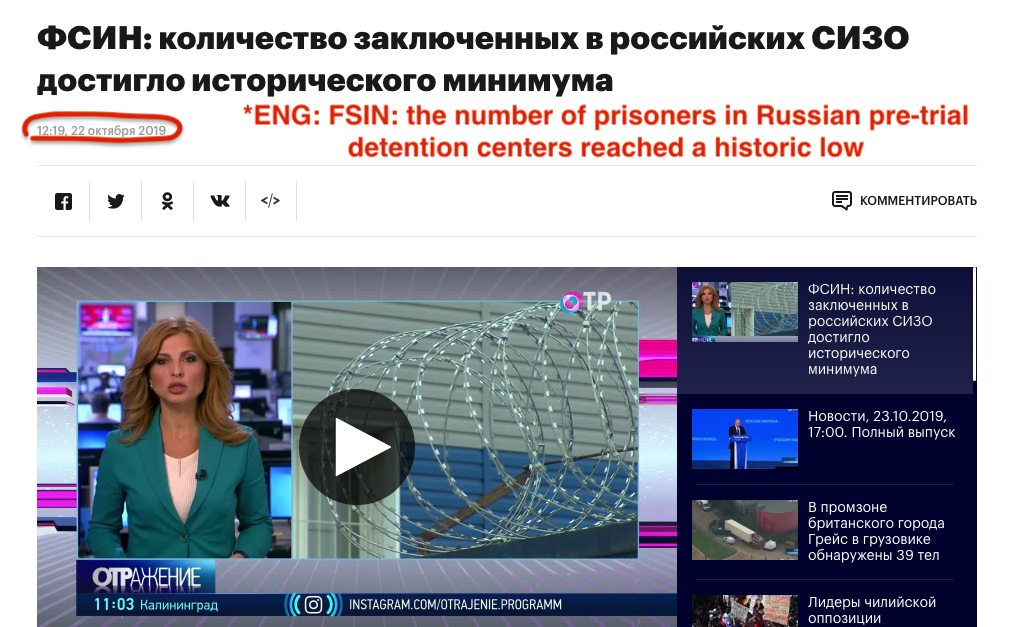 ФСИН: количество заключенных в российских СИЗО
достигло исторического минимума
12:19, 22 октября 2019
*ENG: FSIN: the number of prisoners in Russian pre-trial
detention centers reached a historic low
</>
КОММЕНТИРОВАТЬ
ОТР
ОТРАЖЕНИЕ
11:03 Калининград
INSTAGRAM.COM/OTRAJENIE.PROGRAMM
ФСИН: количество
заключенных в
российских СИЗО
достигло
исторического
минимума
Новости, 23.10.2019,
17:00. Полный выпуск
В промзоне
британского города
Грейс в грузовике
обнаружены 39 тел
Лидеры чилийской
оппозиции